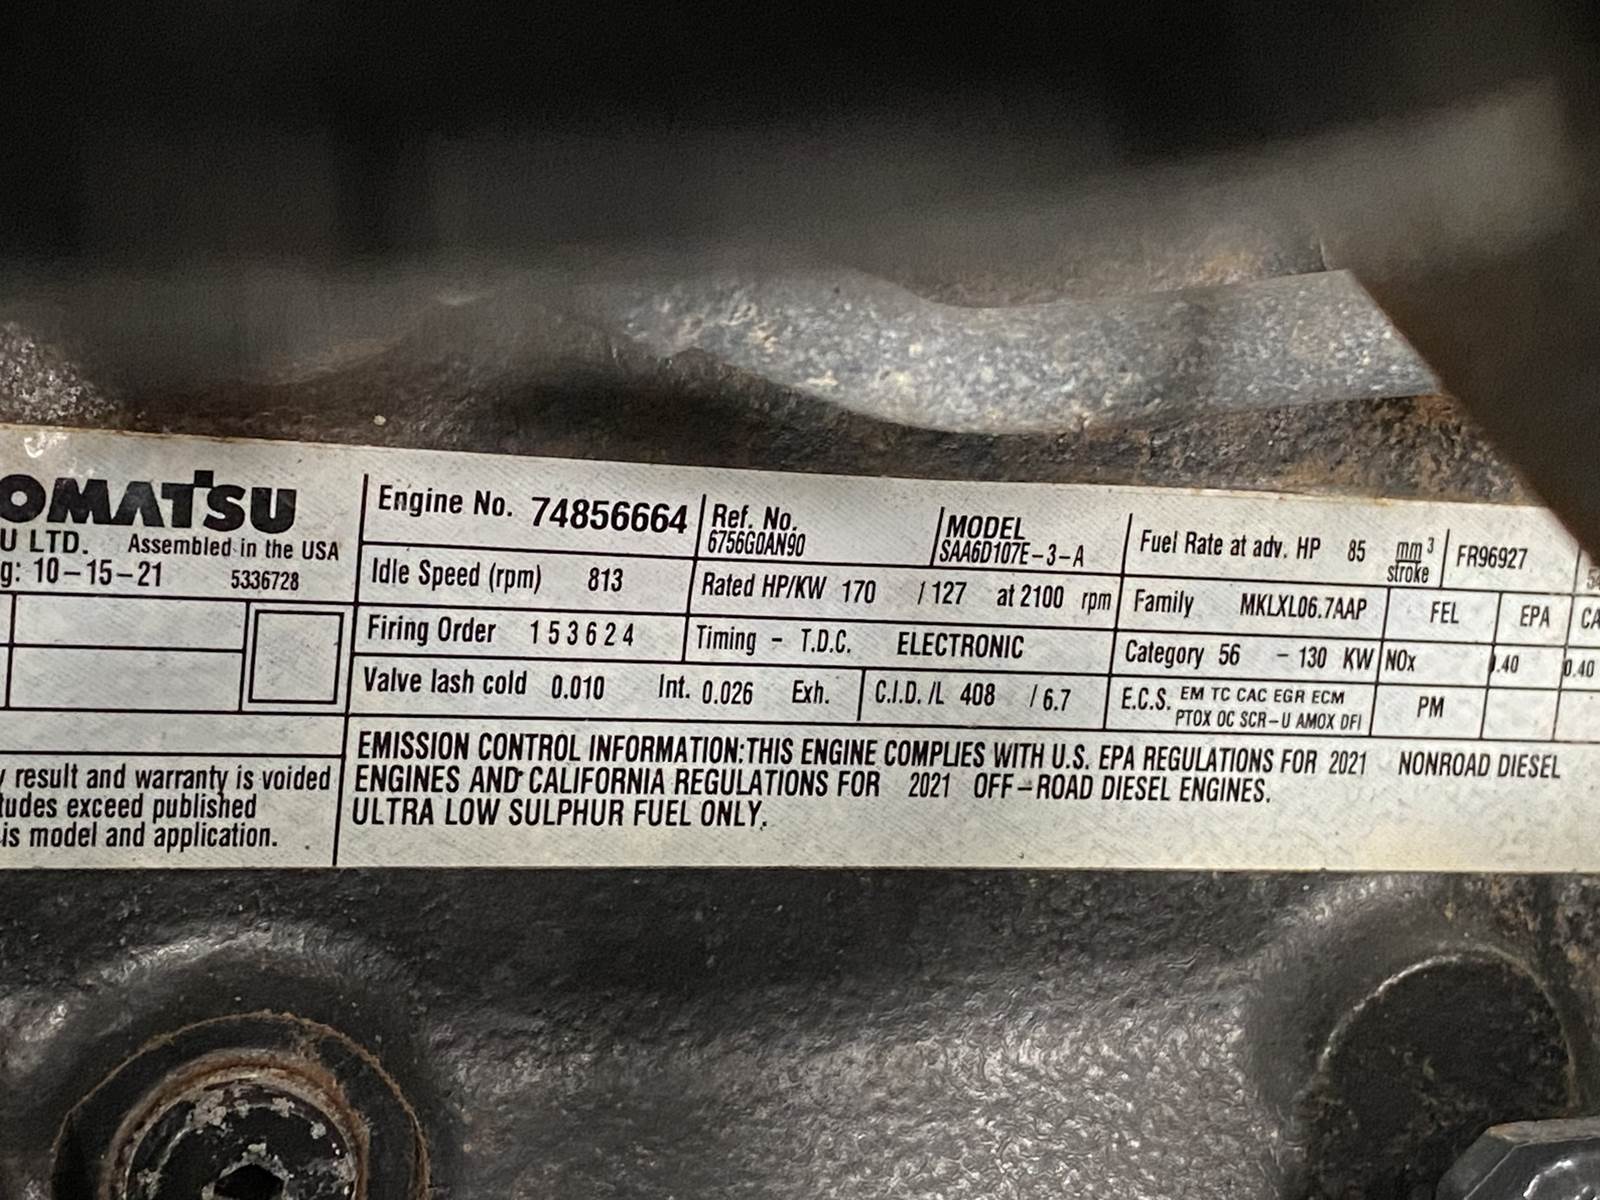 OMATSU
U LTD. Assembled in the USA
g: 10-15-21 5336728
Engine No. 74856664
Ref. No.
6756G0AN90
MODEL
SAA6D107E-3-A
Fuel Rate at adv. HP 85 mm³
stroke
FR96927
Idle Speed (rpm) 813
Rated HP/KW 170 / 127 at 2100 rpm
Family MKLXL06.7AAP
FEL
EPA
CA
Firing Order 1 5 3 6 2 4
Timing - T.D.C. ELECTRONIC
Category 56 - 130 KW
NOx
.40
0.40
Valve lash cold 0.010 Int. 0.026 Exh.
C.I.D. /L 408 / 6.7
E.C.S. EM TC CAC EGR ECM
PTOX OC SCR-U AMOX DFI
PM
y result and warranty is voided
tudes exceed published
is model and application.
EMISSION CONTROL INFORMATION: THIS ENGINE COMPLIES WITH U.S. EPA REGULATIONS FOR 2021 NONROAD DIESEL
ENGINES AND CALIFORNIA REGULATIONS FOR 2021 OFF-ROAD DIESEL ENGINES.
ULTRA LOW SULPHUR FUEL ONLY.